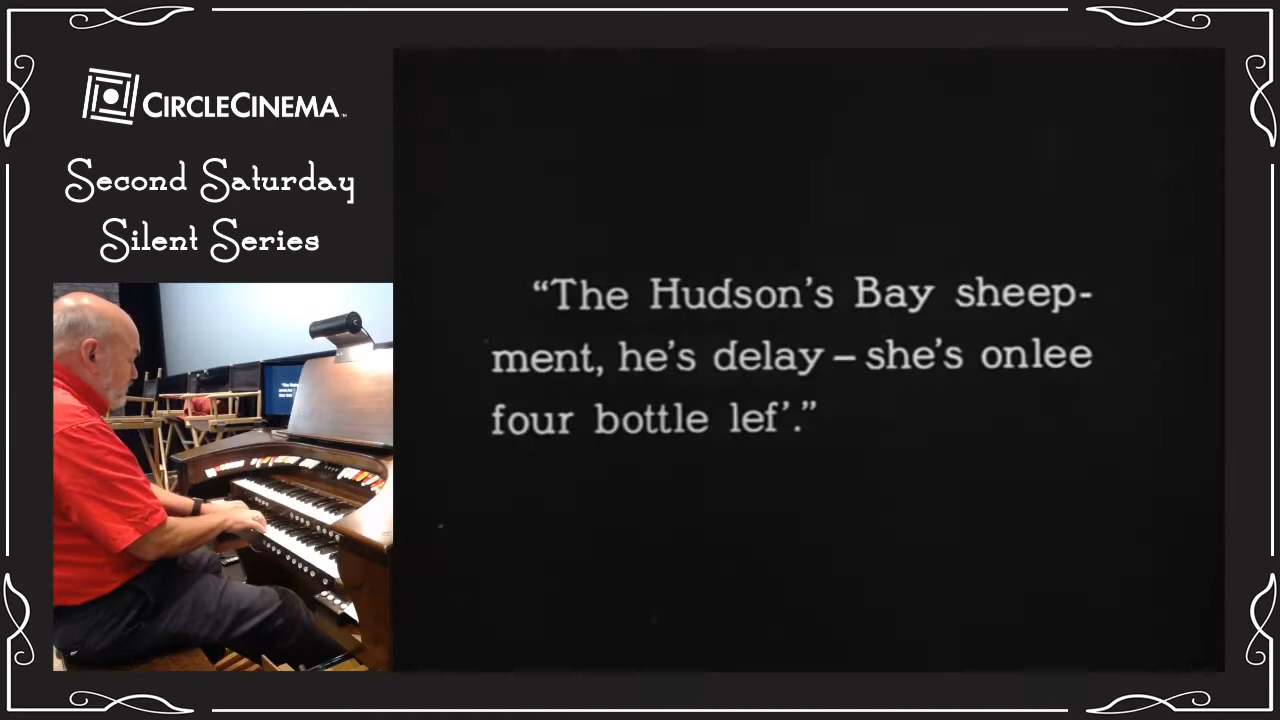 CIRCLECINEMA
Second Saturday
Silent Series
“The Hudson’s Bay sheep-
ment, he’s delay – she’s onlee
four bottle lef’.”